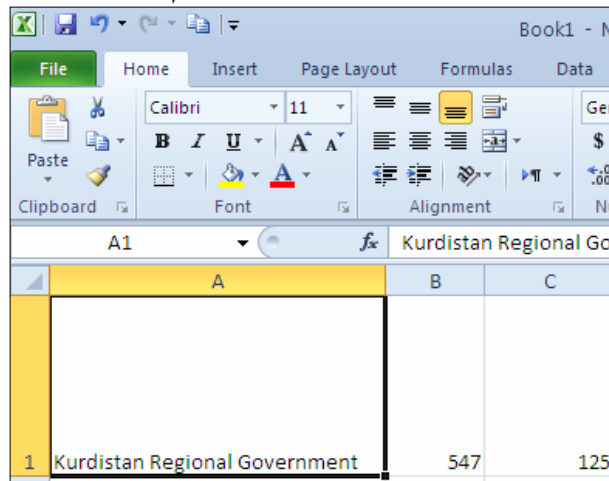 Book1 - 
File Home Insert Page Layout Formulas Data
Calibri 11
B I U A A a
$
Paste
A .00
Clipboard Font Alignment
A1 fx Kurdistan Regional Go
A B C
1 Kurdistan Regional Government 547 125